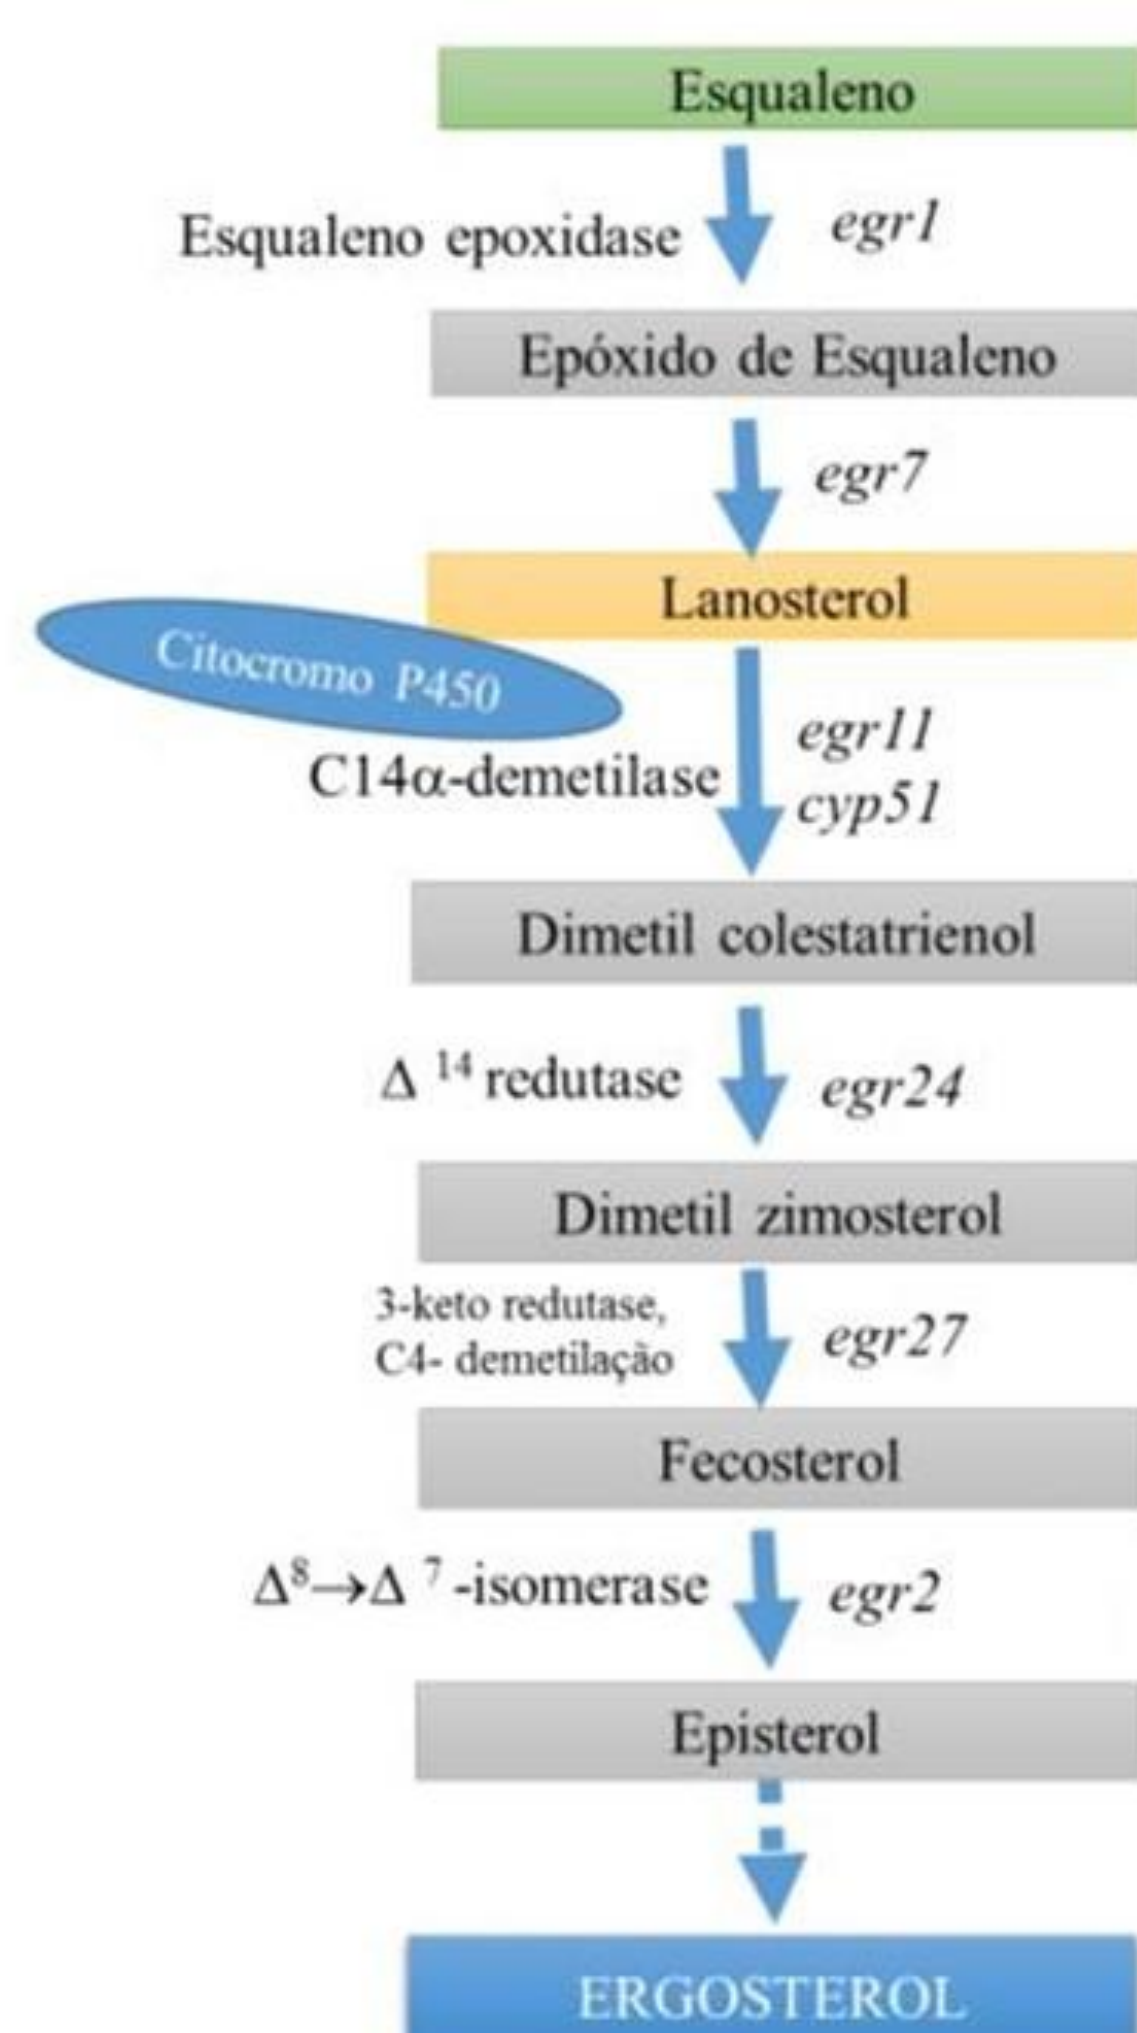 Esqualeno
Esqualeno epoxidase
egr1
Epóxido de Esqualeno
egr7
Lanosterol
Citocromo P450
C14α-demetilase
egr11
cyp51
Dimetil colestatrienol
Δ ¹⁴ redutase
egr24
Dimetil zimosterol
3-keto redutase,
C4- demetilação
egr27
Fecosterol
Δ⁸→Δ ⁷ -isomerase
egr2
Episterol
ERGOSTEROL